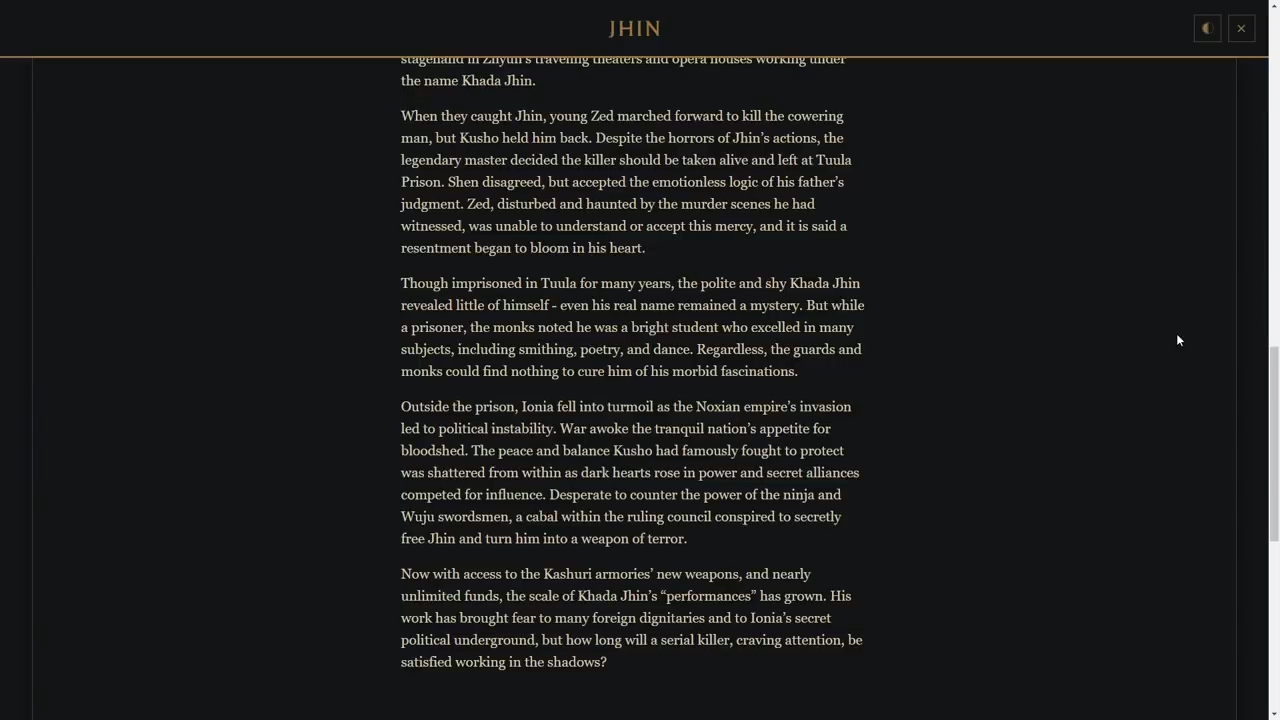 JHIN
stagehand in Zhyun's traveling theaters and opera houses working under
the name Khada Jhin.
When they caught Jhin, young Zed marched forward to kill the cowering
man, but Kusho held him back. Despite the horrors of Jhin’s actions, the
legendary master decided the killer should be taken alive and left at Tuula
Prison. Shen disagreed, but accepted the emotionless logic of his father’s
judgment. Zed, disturbed and haunted by the murder scenes he had
witnessed, was unable to understand or accept this mercy, and it is said a
resentment began to bloom in his heart.
Though imprisoned in Tuula for many years, the polite and shy Khada Jhin
revealed little of himself - even his real name remained a mystery. But while
a prisoner, the monks noted he was a bright student who excelled in many
subjects, including smithing, poetry, and dance. Regardless, the guards and
monks could find nothing to cure him of his morbid fascinations.
Outside the prison, Ionia fell into turmoil as the Noxian empire’s invasion
led to political instability. War awoke the tranquil nation’s appetite for
bloodshed. The peace and balance Kusho had famously fought to protect
was shattered from within as dark hearts rose in power and secret alliances
competed for influence. Desperate to counter the power of the ninja and
Wuju swordsmen, a cabal within the ruling council conspired to secretly
free Jhin and turn him into a weapon of terror.
Now with access to the Kashuri armories’ new weapons, and nearly
unlimited funds, the scale of Khada Jhin’s “performances” has grown. His
work has brought fear to many foreign dignitaries and to Ionia’s secret
political underground, but how long will a serial killer, craving attention, be
satisfied working in the shadows?